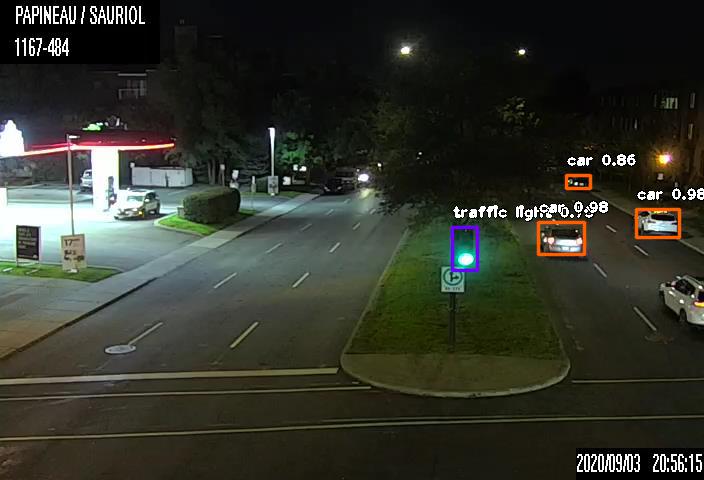 PAPINEAU / SAURIOL
1167-484
car 0.86
car 0.98
car 0.98
traffic light
17
2020/09/03 20:56:15